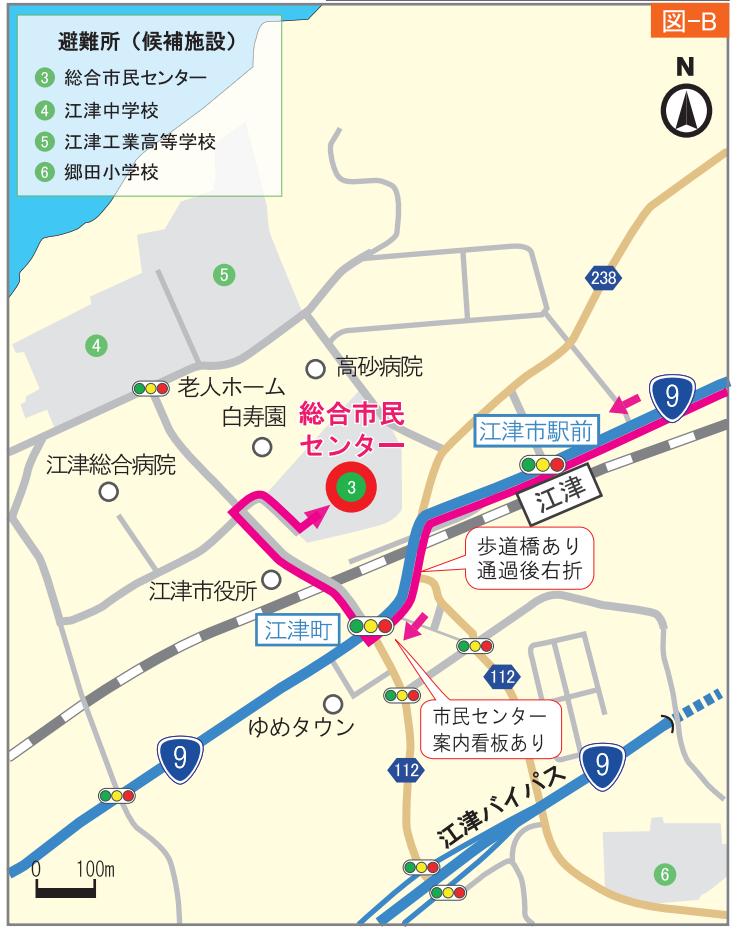 図-B
避難所（候補施設）
3 総合市民センター
4 江津中学校
5 江津工業高等学校
6 郷田小学校
N
5
238
4
高砂病院
老人ホーム
白寿園
9
総合市民
センター
江津市駅前
江津総合病院
3
江津
歩道橋あり
通過後右折
江津市役所
江津町
112
市民センター
案内看板あり
ゆめタウン
9
112
9
江津バイパス
0 100m
6